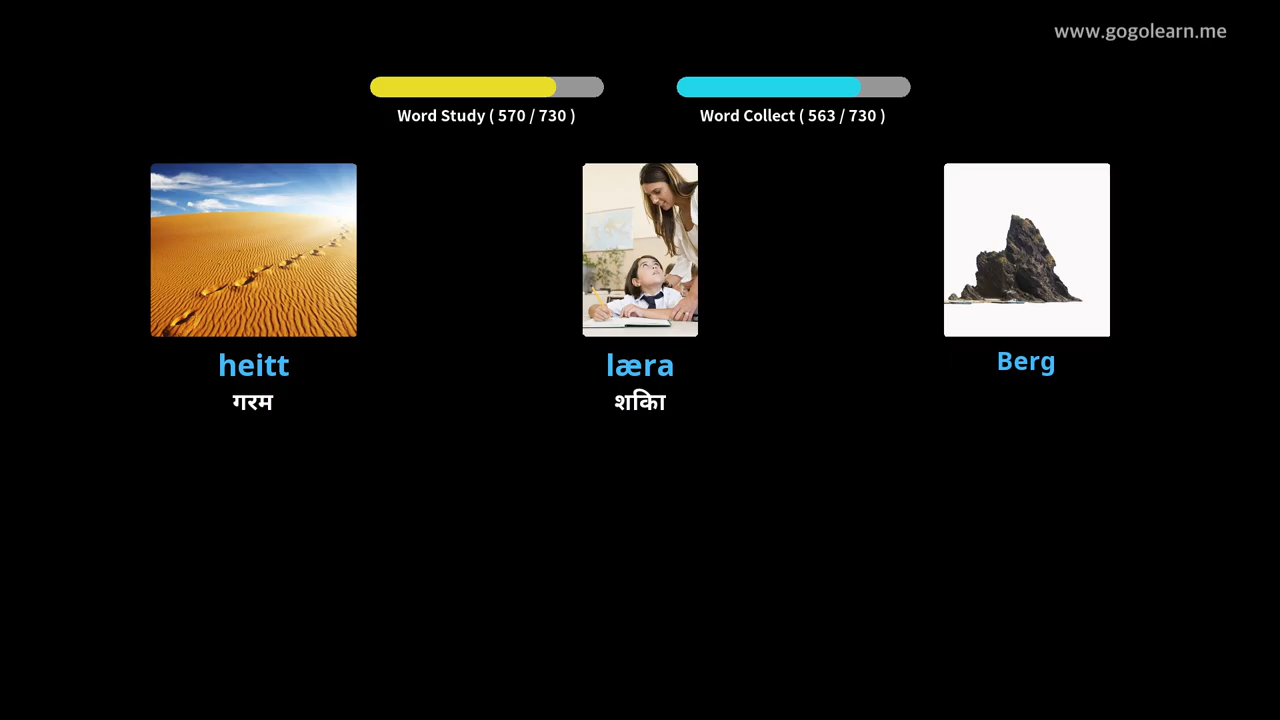 www.gogolearn.me
Word Study ( 570 / 730 )
Word Collect ( 563 / 730 )
heitt
læra
Berg
गरम
शकिा